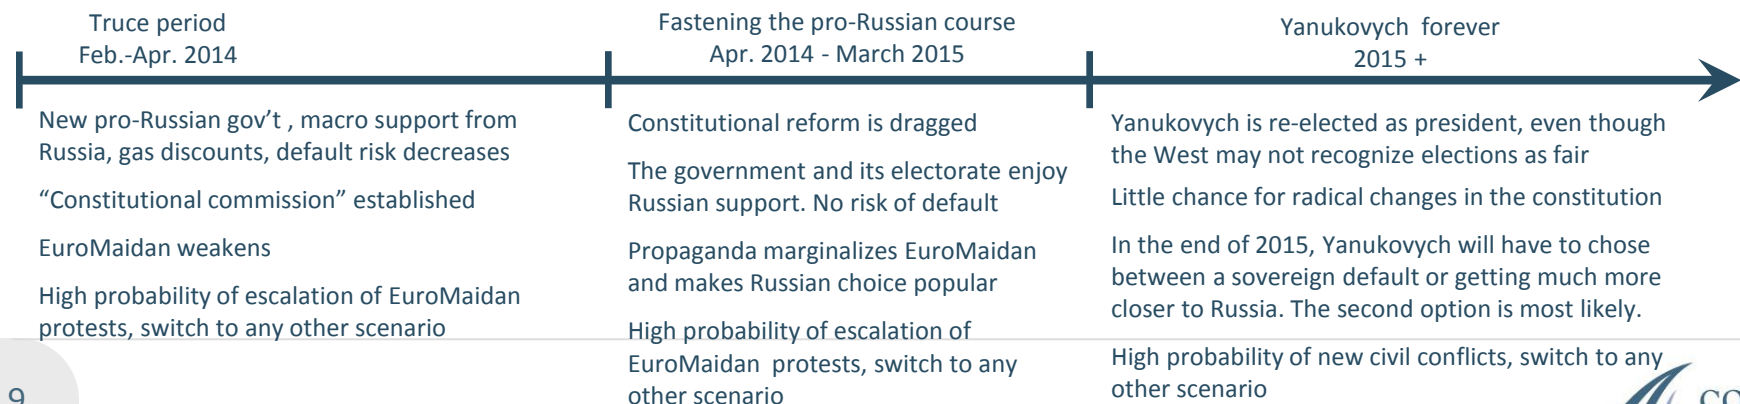 Truce period
Feb.-Apr. 2014
New pro-Russian gov’t , macro support from
Russia, gas discounts, default risk decreases
“Constitutional commission” established
EuroMaidan weakens
High probability of escalation of EuroMaidan
protests, switch to any other scenario
Fastening the pro-Russian course
Apr. 2014 - March 2015
Constitutional reform is dragged
The government and its electorate enjoy
Russian support. No risk of default
Propaganda marginalizes EuroMaidan
and makes Russian choice popular
High probability of escalation of
EuroMaidan protests, switch to any
other scenario
Yanukovych forever
2015 +
Yanukovych is re-elected as president, even though
the West may not recognize elections as fair
Little chance for radical changes in the constitution
In the end of 2015, Yanukovych will have to chose
between a sovereign default or getting much more
closer to Russia. The second option is most likely.
High probability of new civil conflicts, switch to any
other scenario
9